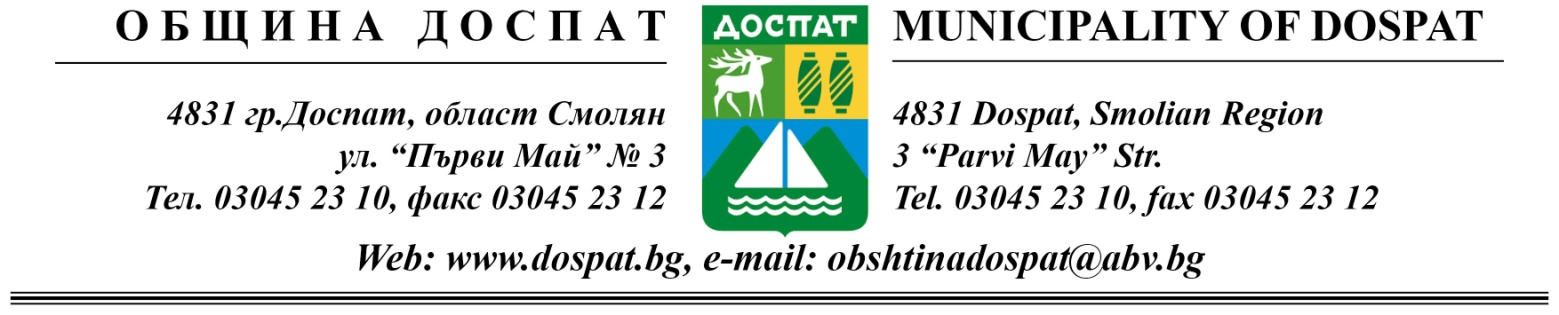 О Б Щ И Н А Д О С П А Т
4831 гр.Доспат, област Смолян
ул. “Първи Май” № 3
Тел. 03045 23 10, факс 03045 23 12
ДОСПАТ
MUNICIPALITY OF DOSPAT
4831 Dospat, Smolian Region
3 “Parvi May” Str.
Tel. 03045 23 10, fax 03045 23 12
Web: www.dospat.bg, e-mail: obshtinadospat@abv.bg